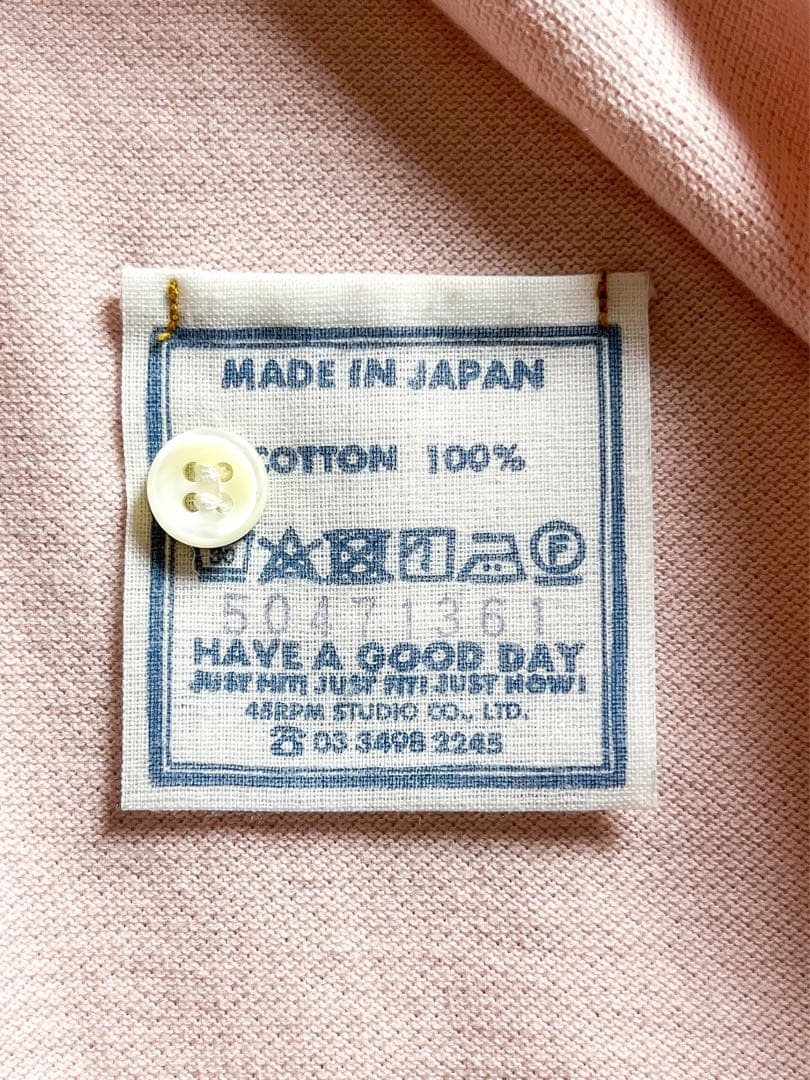 MADE IN JAPAN
COTTON 100%
F
50471361
HAVE A GOOD DAY
JUST HIT! JUST FIT! JUST NOW!
45RPM STUDIO CO., LTD.
☎ 03 3498 2245